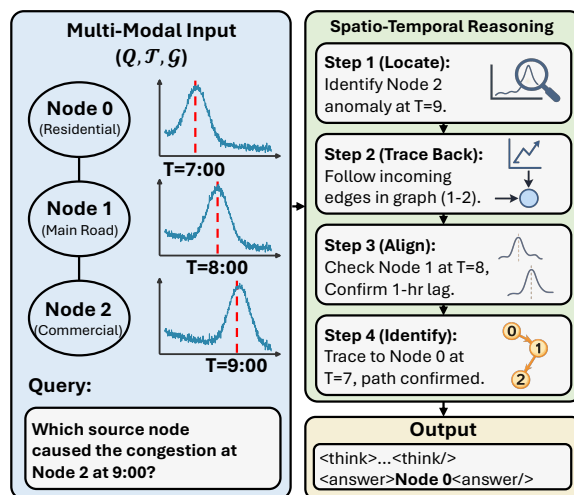 Multi-Modal Input
(Q, T, G)
Node 0
(Residential)
T=7:00
Node 1
(Main Road)
T=8:00
Node 2
(Commercial)
T=9:00
Query:
Which source node
caused the congestion at
Node 2 at 9:00?
Spatio-Temporal Reasoning
Step 1 (Locate):
Identify Node 2
anomaly at T=9.
Step 2 (Trace Back):
Follow incoming
edges in graph (1-2).
Step 3 (Align):
Check Node 1 at T=8,
Confirm 1-hr lag.
Step 4 (Identify):
Trace to Node 0 at
T=7, path confirmed.
0
1
2
Output
<think>...<think/>
<answer>Node 0<answer/>